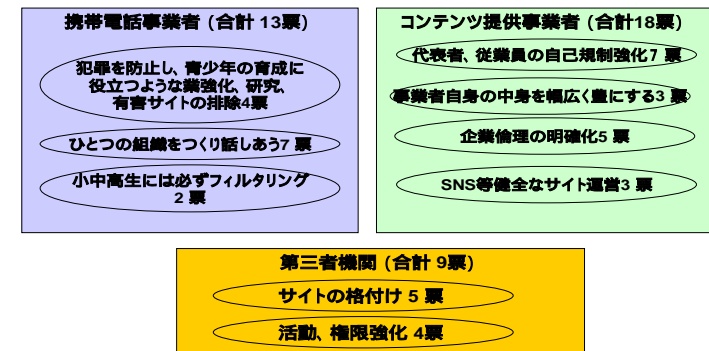 携帯電話事業者 (合計 13票)
犯罪を防止し、青少年の育成に
役立つような業強化、研究、
有害サイトの排除4票
ひとつの組織をつくり話しあう7 票
小中高生には必ずフィルタリング
2 票
コンテンツ提供事業者 (合計18票)
代表者、従業員の自己規制強化7 票
事業者自身の中身を幅広く豊にする3 票
企業倫理の明確化5 票
SNS等健全なサイト運営3 票
第三者機関 (合計 9票)
サイトの格付け 5 票
活動、権限強化 4票